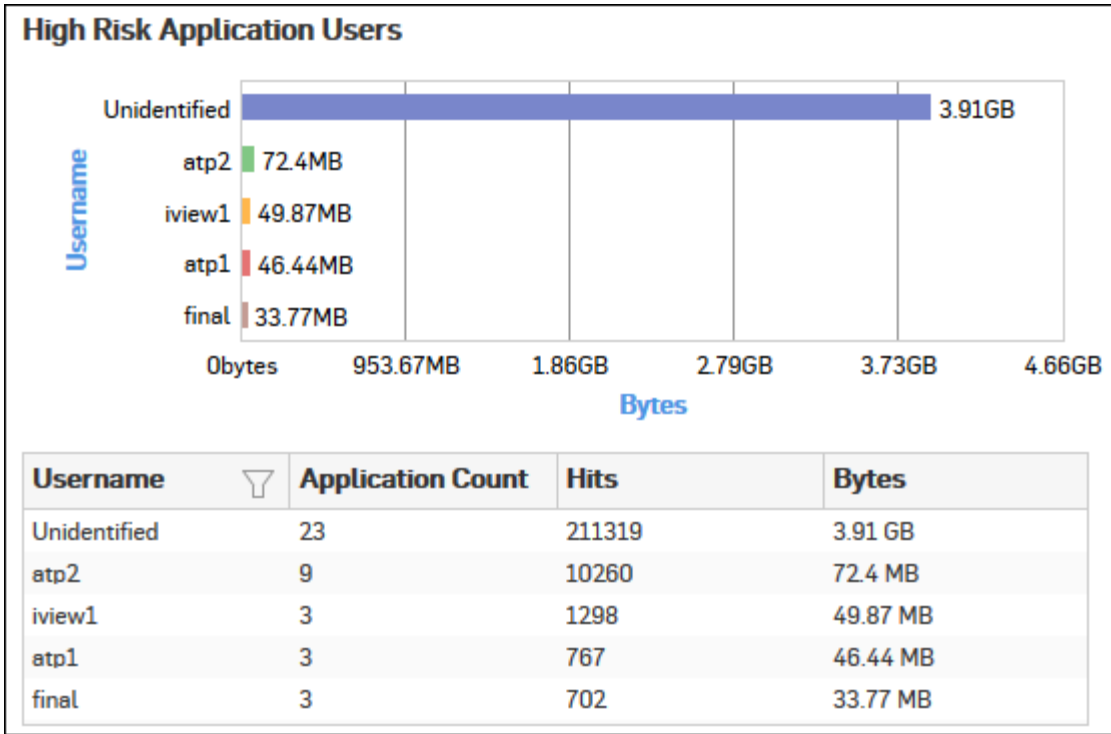 High Risk Application Users
Unidentified 3.91GB
atp2 72.4MB
iview1 49.87MB
atp1 46.44MB
final 33.77MB
Username
0bytes 953.67MB 1.86GB 2.79GB 3.73GB 4.66GB
Bytes
Username Application Count Hits Bytes
Unidentified 23 211319 3.91 GB
atp2 9 10260 72.4 MB
iview1 3 1298 49.87 MB
atp1 3 767 46.44 MB
final 3 702 33.77 MB